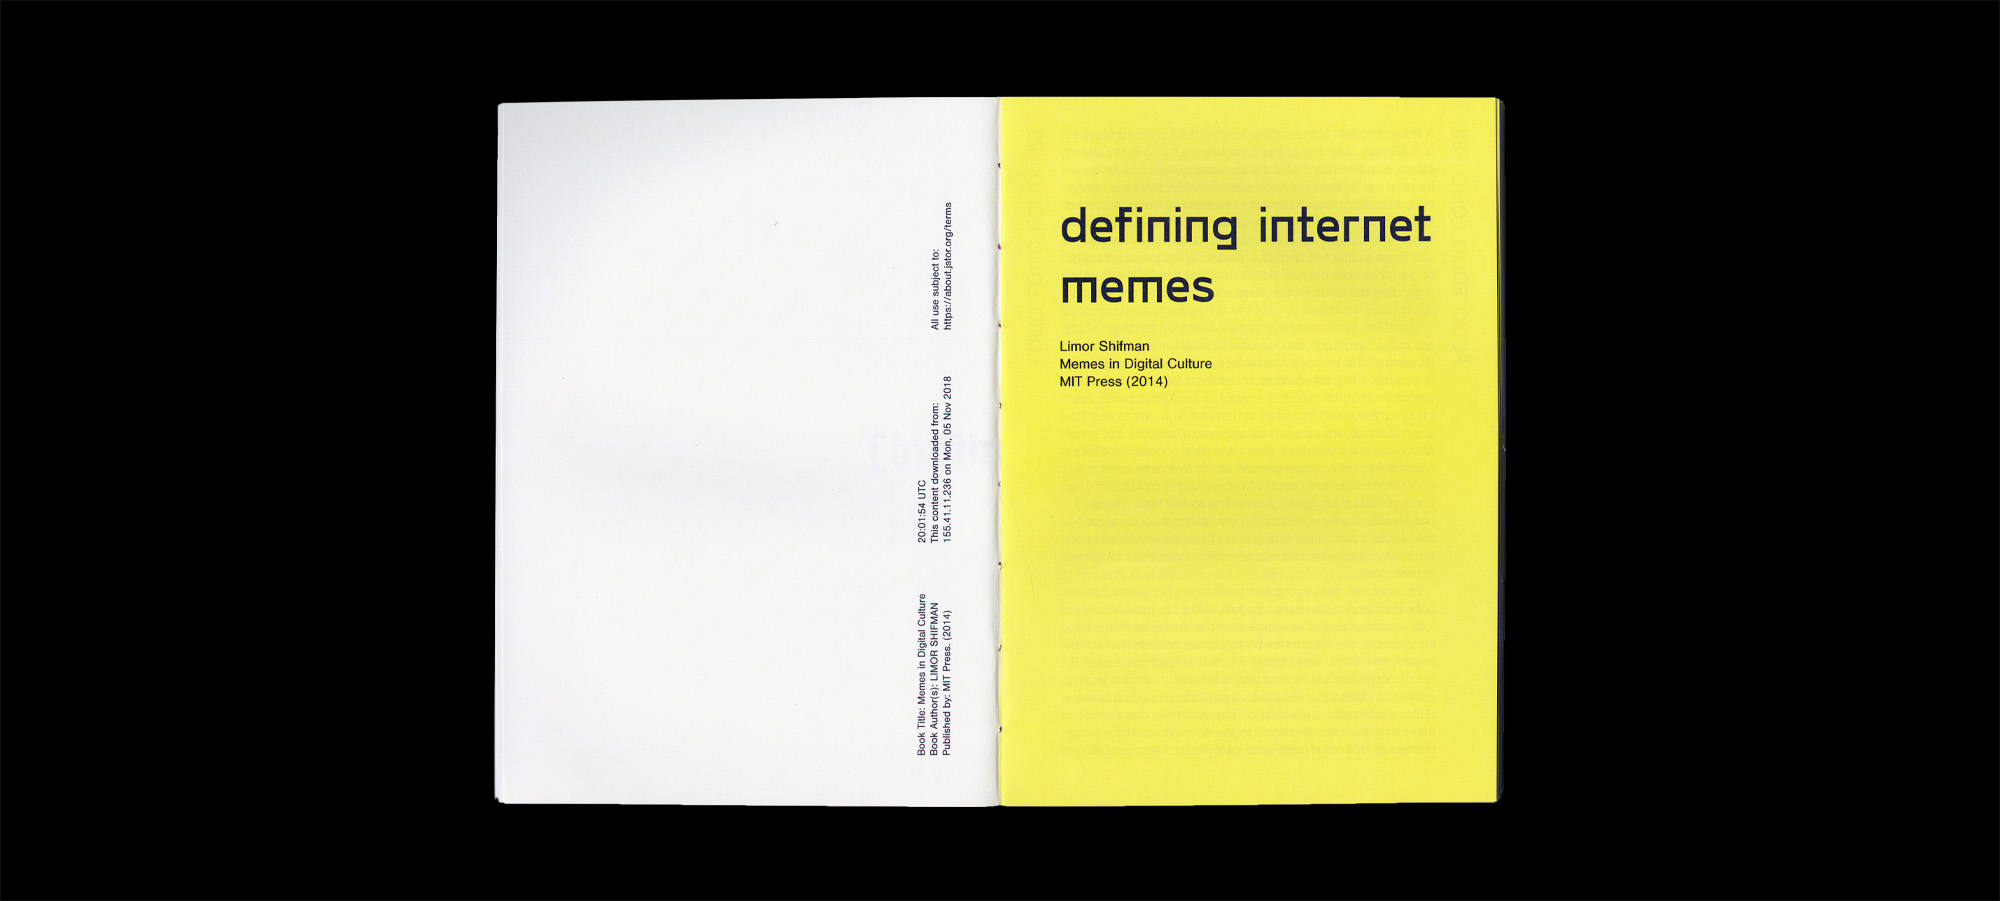 Book Title: Memes in Digital Culture
Book Author(s): LIMOR SHIFMAN
Published by: MIT Press. (2014)
20:01:54 UTC
This content downloaded from:
155.41.11.236 on Mon, 05 Nov 2018
All use subject to:
https://about.jstor.org/terms
defining internet
memes
Limor Shifman
Memes in Digital Culture
MIT Press (2014)